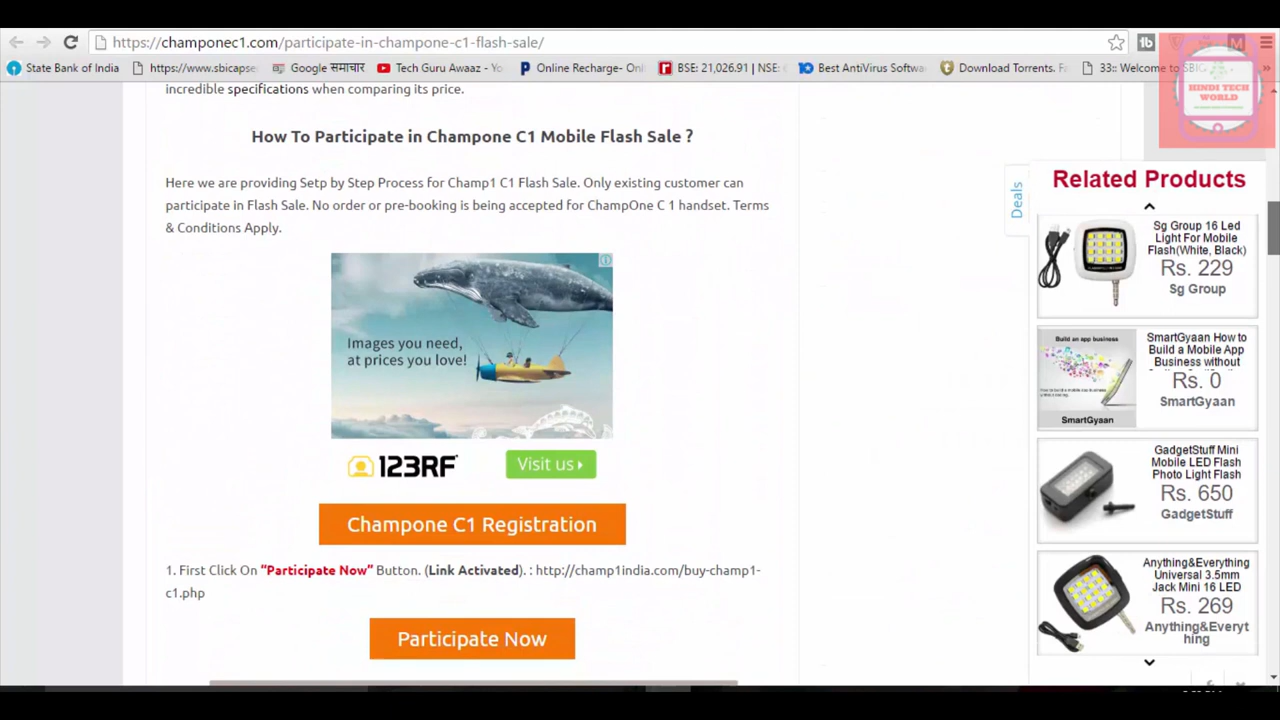 https://championec1.com/participate-in-champone-c1-flash-sale/
State Bank of India
https://www.sbicapse
Google समाचार
Tech Guru Awaaz - Yo
Online Recharge- Onl
BSE: 21,026.91 | NSE:
Best AntiVirus Softwa
Download Torrents. Fa
33:: Welcome to SBIC
HINDI TECH
WORLD
incredible specifications when comparing its price.
How To Participate in Champone C1 Mobile Flash Sale ?
Here we are providing Setp by Step Process for Champ1 C1 Flash Sale. Only existing customer can
participate in Flash Sale. No order or pre-booking is being accepted for ChampOne C 1 handset. Terms
& Conditions Apply.
Images you need,
at prices you love!
123RF
Visit us
Champone C1 Registration
1. First Click On "Participate Now" Button. (Link Activated). : http://champ1india.com/buy-champ1-
c1.php
Participate Now
Deals
Related Products
Sg Group 16 Led
Light For Mobile
Flash(White, Black)
Rs. 229
Sg Group
Build an app business
SmartGyaan
SmartGyaan How to
Build a Mobile App
Business without
Rs. 0
SmartGyaan
GadgetStuff Mini
Mobile LED Flash
Photo Light Flash
Rs. 650
GadgetStuff
Anything&Everything
Universal 3.5mm
Jack Mini 16 LED
Rs. 269
Anything&Everyt
hing